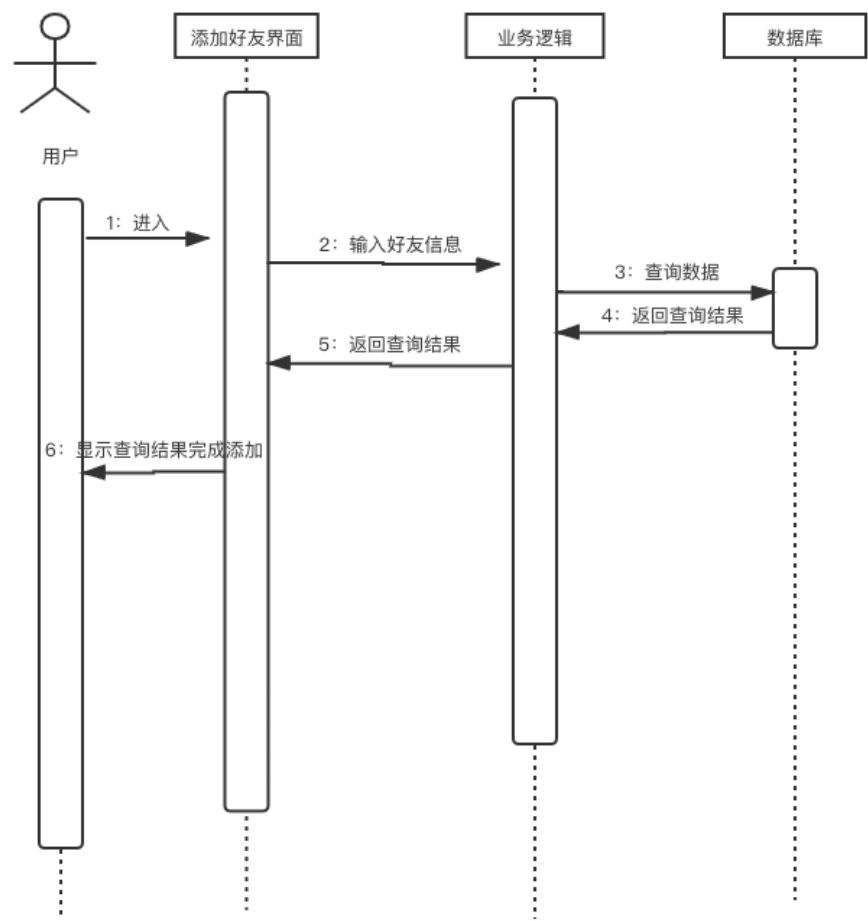 添加好友界面
业务逻辑
数据库
用户
1：进入
2：输入好友信息
3：查询数据
4：返回查询结果
5：返回查询结果
6：显示查询结果完成添加